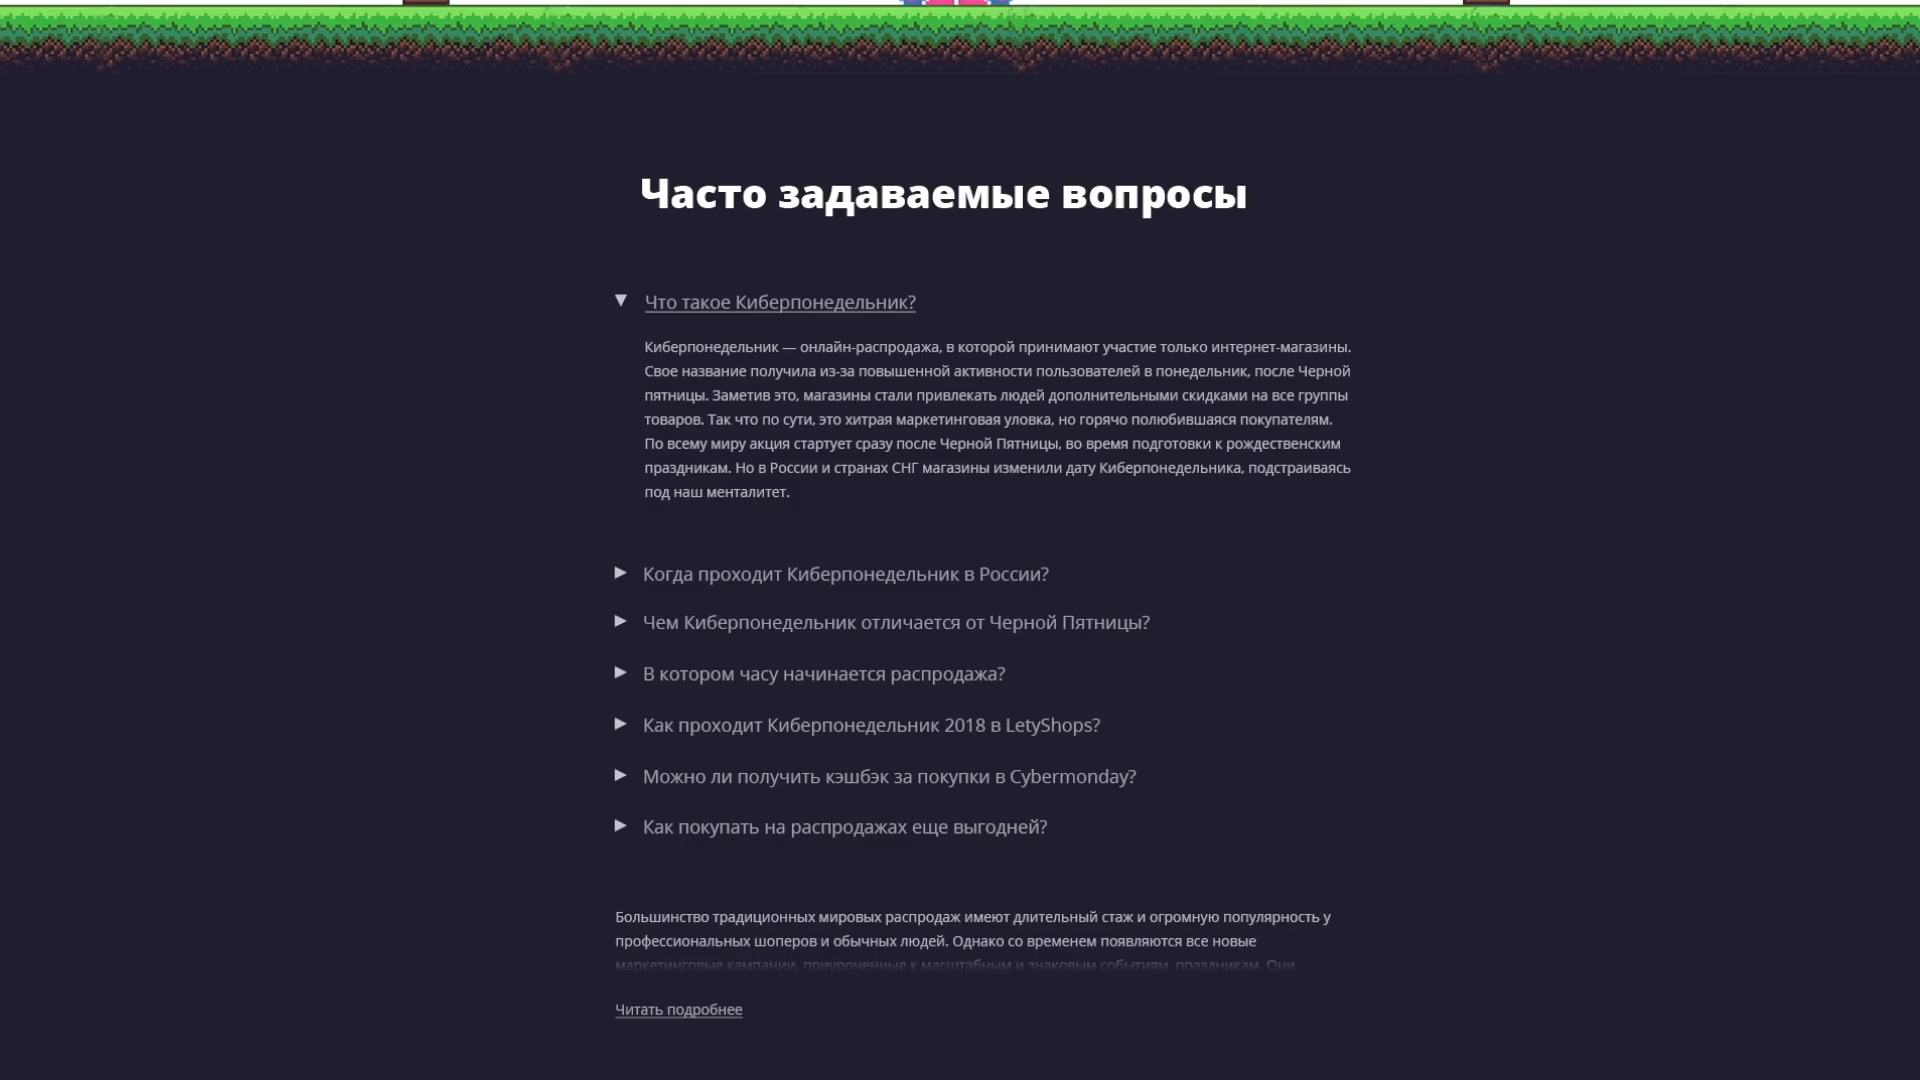 Часто задаваемые вопросы
Что такое Киберпонедельник?
Киберпонедельник — онлайн-распродажа, в которой принимают участие только интернет-магазины.
Свое название получила из-за повышенной активности пользователей в понедельник, после Черной
пятницы. Заметив это, магазины стали привлекать людей дополнительными скидками на все группы
товаров. Так что по сути, это хитрая маркетинговая уловка, но горячо полюбившаяся покупателям.
По всему миру акция стартует сразу после Черной Пятницы, во время подготовки к рождественским
праздникам. Но в России и странах СНГ магазины изменили дату Киберпонедельника, подстраиваясь
под наш менталитет.
Когда проходит Киберпонедельник в России?
Чем Киберпонедельник отличается от Черной Пятницы?
В котором часу начинается распродажа?
Как проходит Киберпонедельник 2018 в LetyShops?
Можно ли получить кэшбэк за покупки в Cybermonday?
Как покупать на распродажах еще выгодней?
Большинство традиционных мировых распродаж имеют длительный стаж и огромную популярность у
профессиональных шоперов и обычных людей. Однако со временем появляются все новые
маркетинговые кампании, приуроченные к масштабным и знаковым событиям, праздникам. Они
Читать подробнее